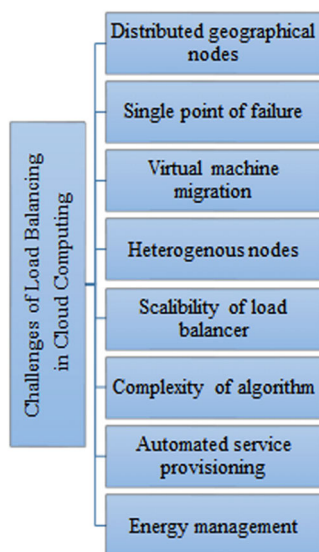 Challenges of Load Balancing
in Cloud Computing
Distributed geographical
nodes
Single point of failure
Virtual machine
migration
Heterogenous nodes
Scalibility of load
balancer
Complexity of algorithm
Automated service
provisioning
Energy management